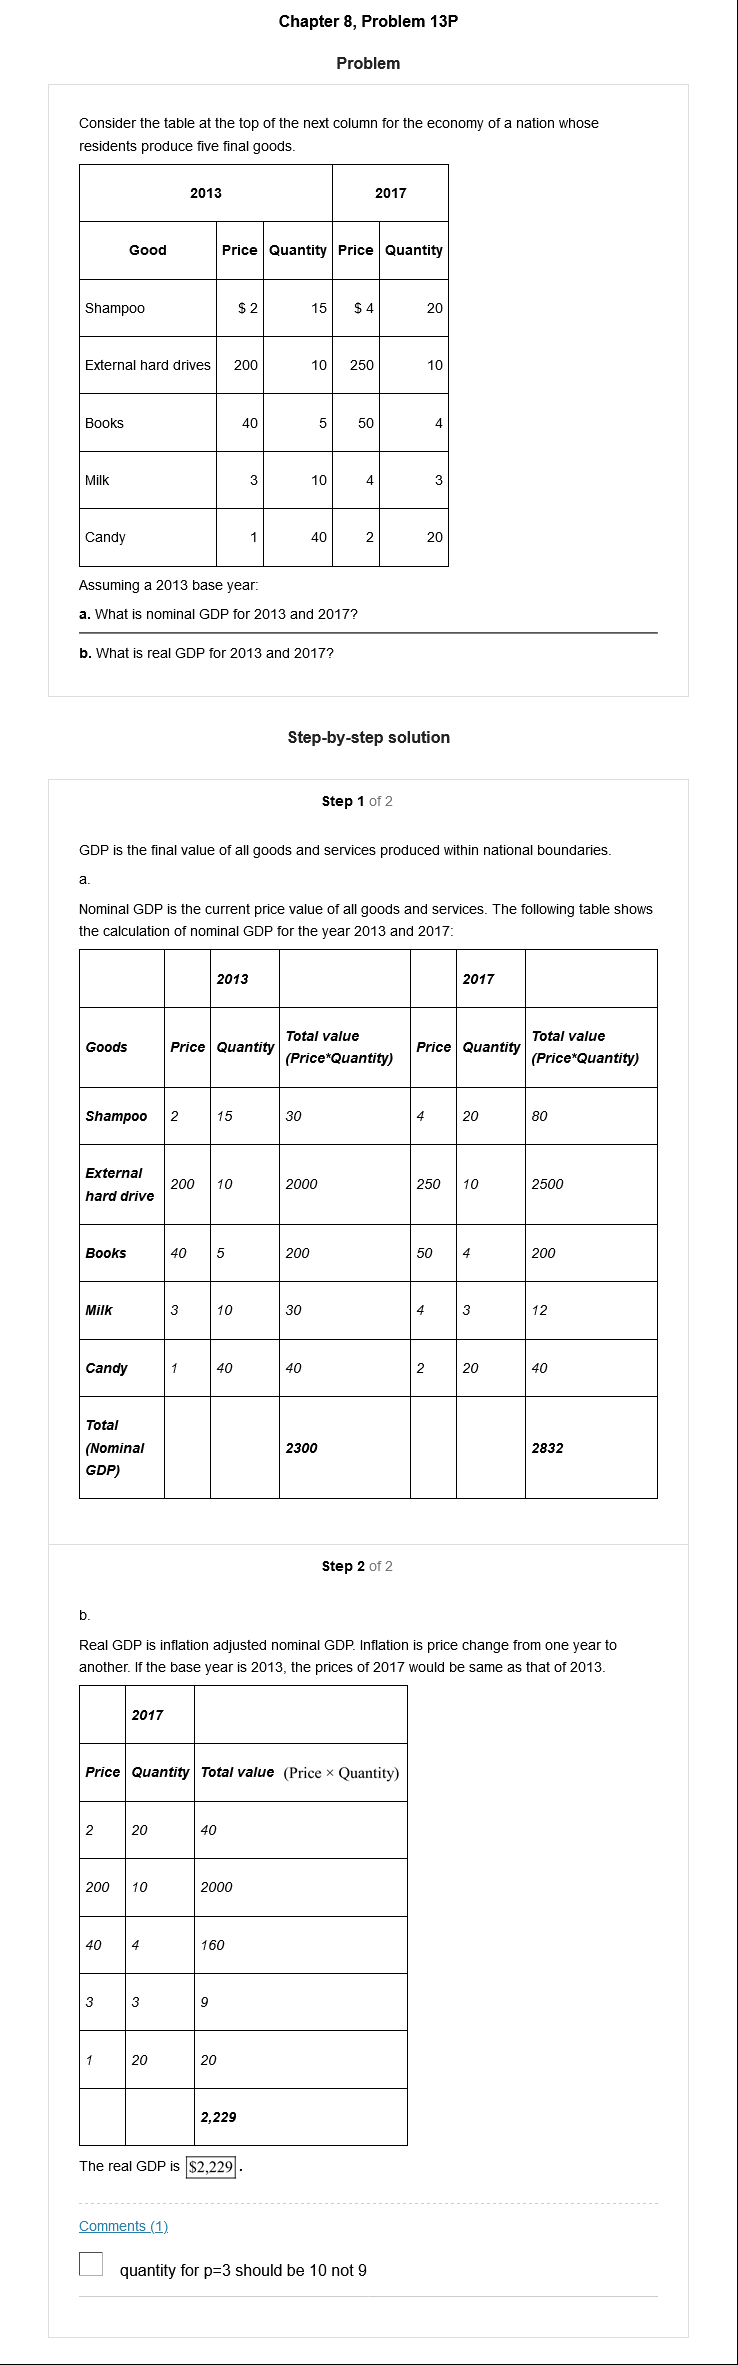 Chapter 8, Problem 13P
Problem
Consider the table at the top of the next column for the economy of a nation whose
residents produce five final goods.
2013 2017
Good Price Quantity Price Quantity
Shampoo $ 2 15 $ 4 20
External hard drives 200 10 250 10
Books 40 5 50 4
Milk 3 10 4 3
Candy 1 40 2 20
Assuming a 2013 base year:
a. What is nominal GDP for 2013 and 2017?
b. What is real GDP for 2013 and 2017?
Step-by-step solution
Step 1 of 2
GDP is the final value of all goods and services produced within national boundaries.
a.
Nominal GDP is the current price value of all goods and services. The following table shows
the calculation of nominal GDP for the year 2013 and 2017:
2013 2017
Goods Price Quantity Total value (Price*Quantity) Price Quantity Total value (Price*Quantity)
Shampoo 2 15 30 4 20 80
External hard drive 200 10 2000 250 10 2500
Books 40 5 200 50 4 200
Milk 3 10 30 4 3 12
Candy 1 40 40 2 20 40
Total (Nominal GDP) 2300 2832
Step 2 of 2
b.
Real GDP is inflation adjusted nominal GDP. Inflation is price change from one year to
another. If the base year is 2013, the prices of 2017 would be same as that of 2013.
2017
Price Quantity Total value (Price × Quantity)
2 20 40
200 10 2000
40 4 160
3 3 9
1 20 20
2,229
The real GDP is $2,229.
Comments (1)
quantity for p=3 should be 10 not 9